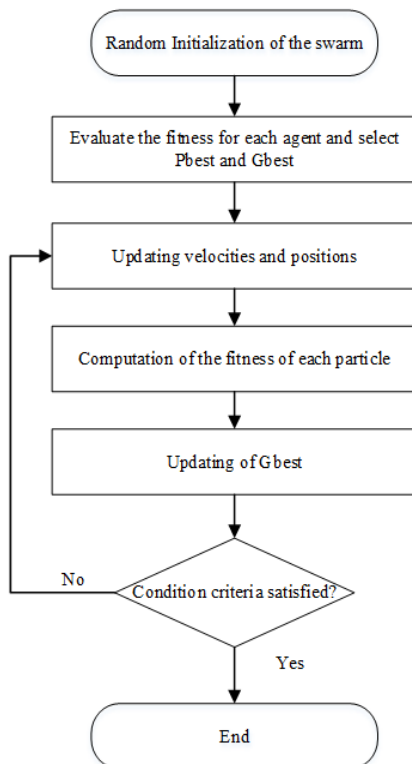 Random Initialization of the swarm
Evaluate the fitness for each agent and select
Pbest and Gbest
Updating velocities and positions
Computation of the fitness of each particle
Updating of Gbest
Condition criteria satisfied?
No
Yes
End